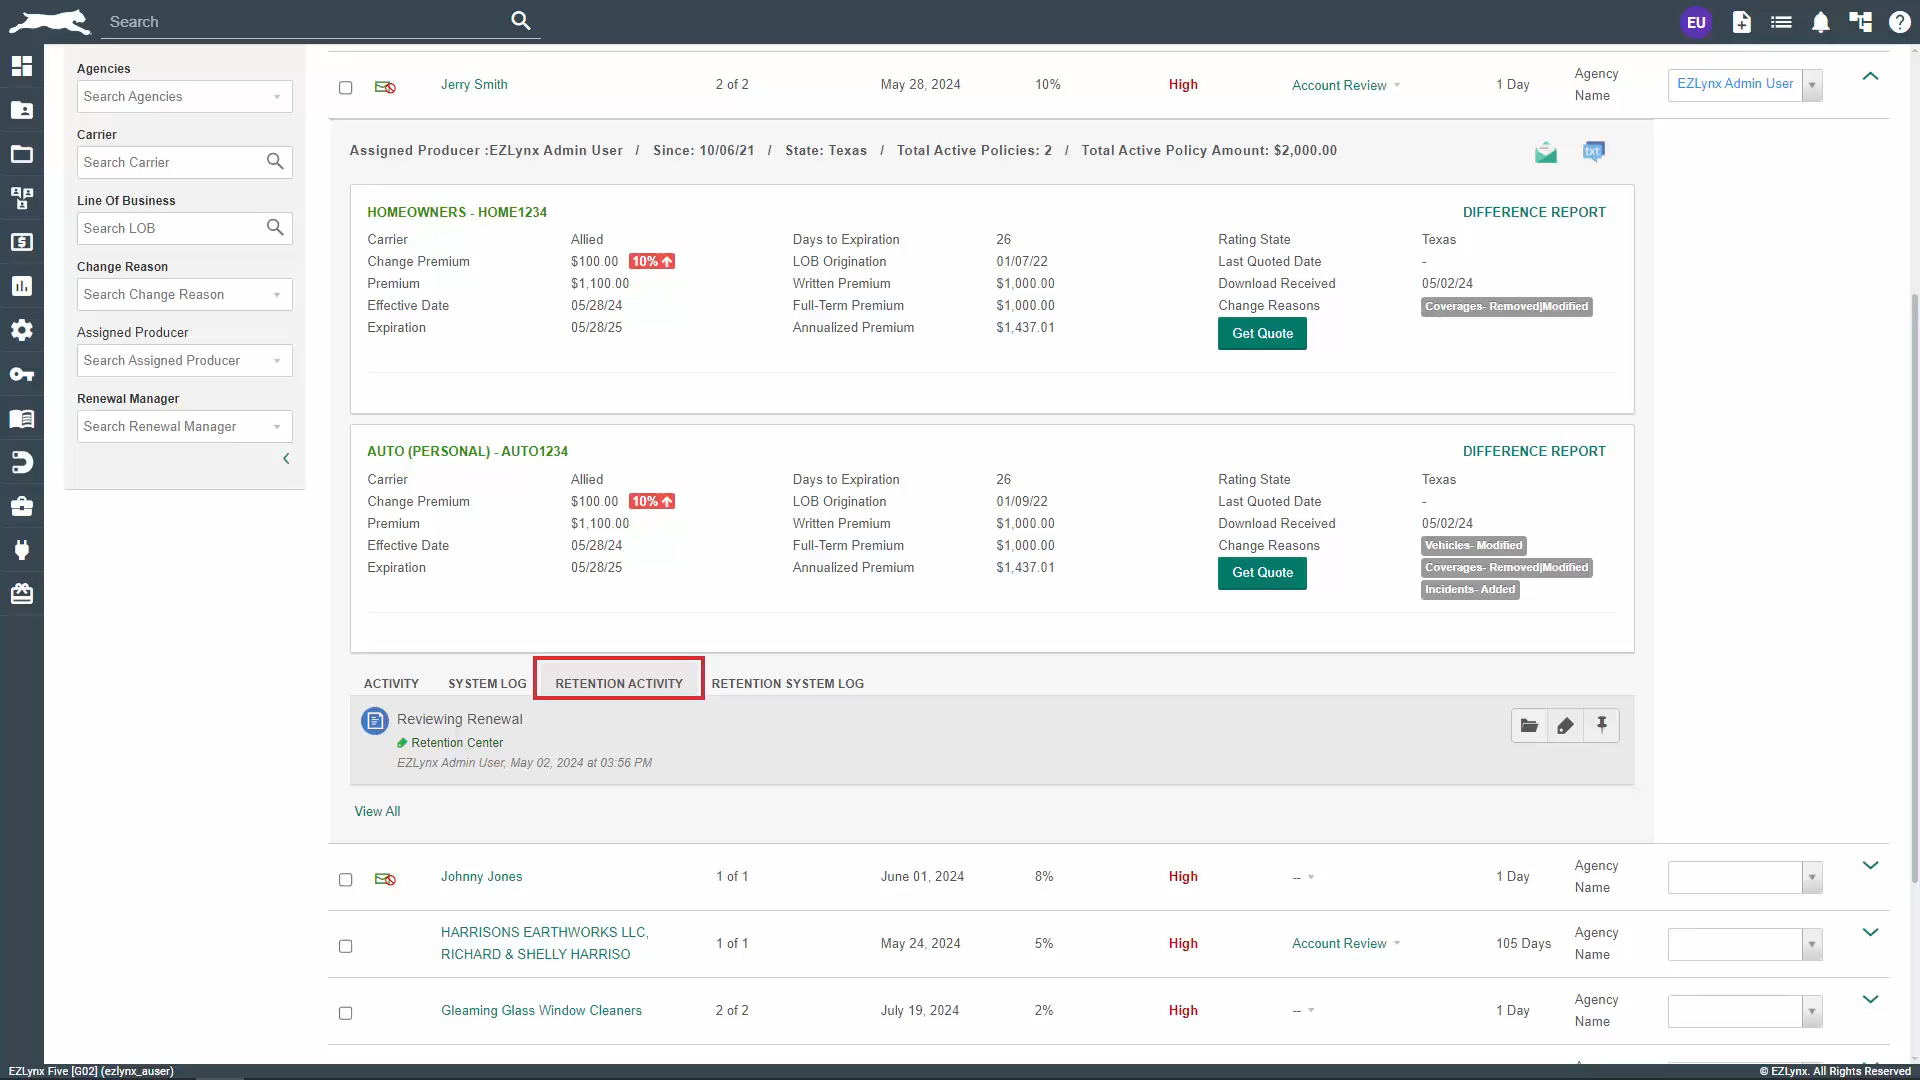 Search
EU
Agencies
Search Agencies
Carrier
Search Carrier
Line Of Business
Search LOB
Change Reason
Search Change Reason
Assigned Producer
Search Assigned Producer
Renewal Manager
Search Renewal Manager
Jerry Smith 2 of 2 May 28, 2024 10% High Account Review 1 Day Agency Name EZLynx Admin User
Assigned Producer :EZLynx Admin User / Since: 10/06/21 / State: Texas / Total Active Policies: 2 / Total Active Policy Amount: $2,000.00
txt
HOMEOWNERS - HOME1234 DIFFERENCE REPORT
Carrier Allied Days to Expiration 26 Rating State Texas
Change Premium $100.00 10% LOB Origination 01/07/22 Last Quoted Date -
Premium $1,100.00 Written Premium $1,000.00 Download Received 05/02/24
Effective Date 05/28/24 Full-Term Premium $1,000.00 Change Reasons Coverages- Removed|Modified
Expiration 05/28/25 Annualized Premium $1,437.01 Get Quote
AUTO (PERSONAL) - AUTO1234 DIFFERENCE REPORT
Carrier Allied Days to Expiration 26 Rating State Texas
Change Premium $100.00 10% LOB Origination 01/09/22 Last Quoted Date -
Premium $1,100.00 Written Premium $1,000.00 Download Received 05/02/24
Effective Date 05/28/24 Full-Term Premium $1,000.00 Change Reasons Vehicles- Modified
Expiration 05/28/25 Annualized Premium $1,437.01 Get Quote Coverages- Removed|Modified
Incidents- Added
ACTIVITY SYSTEM LOG RETENTION ACTIVITY RETENTION SYSTEM LOG
Reviewing Renewal
Retention Center
EZLynx Admin User, May 02, 2024 at 03:56 PM
View All
Johnny Jones 1 of 1 June 01, 2024 8% High -- 1 Day Agency Name
HARRISONS EARTHWORKS LLC,
RICHARD & SHELLY HARRISO 1 of 1 May 24, 2024 5% High Account Review 105 Days Agency Name
Gleaming Glass Window Cleaners 2 of 2 July 19, 2024 2% High -- 1 Day Agency Name
EZLynx Five [G02] (ezlynx_auser) © EZLynx. All Rights Reserved